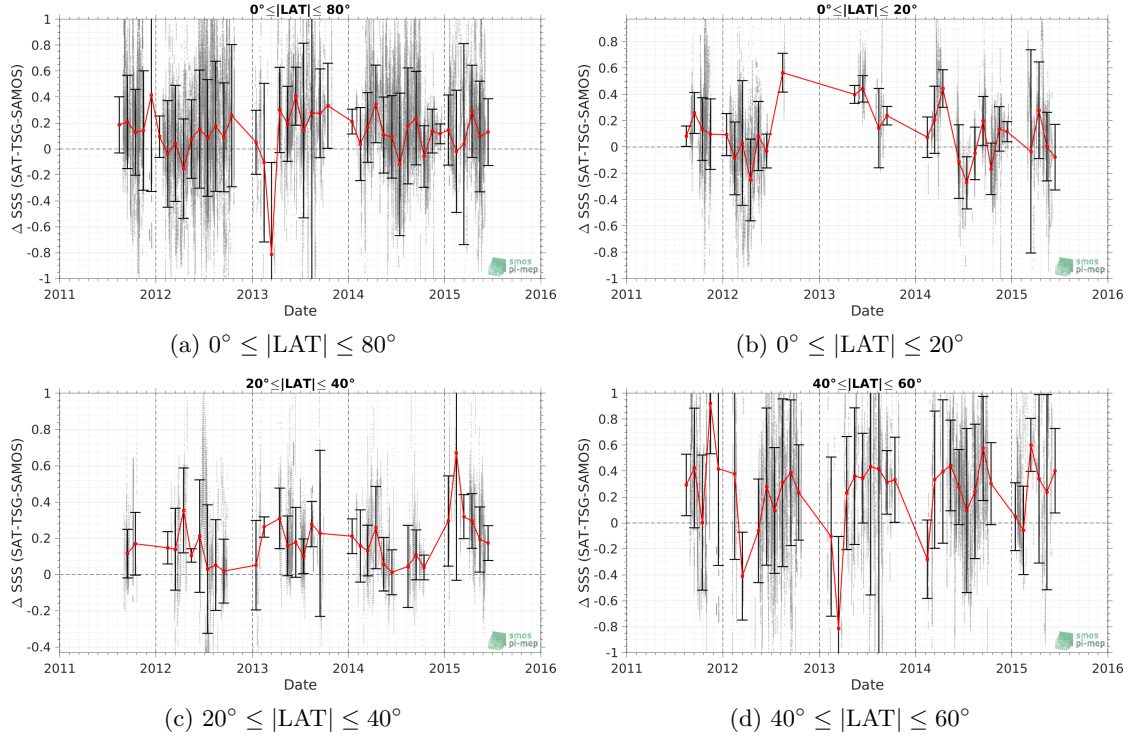 0°≤|LAT|≤ 80°
Δ SSS (SAT-TSG-SAMOS)
1
0.8
0.6
0.4
0.2
0
-0.2
-0.4
-0.6
-0.8
-1
2011 2012 2013 2014 2015 2016
Date
smos
pi-mep
(a) 0° ≤ |LAT| ≤ 80°
0°≤|LAT|≤ 20°
Δ SSS (SAT-TSG-SAMOS)
0.8
0.6
0.4
0.2
0
-0.2
-0.4
-0.6
-0.8
-1
2011 2012 2013 2014 2015 2016
Date
smos
pi-mep
(b) 0° ≤ |LAT| ≤ 20°
20°≤|LAT|≤ 40°
Δ SSS (SAT-TSG-SAMOS)
1
0.8
0.6
0.4
0.2
0
-0.2
-0.4
2011 2012 2013 2014 2015 2016
Date
smos
pi-mep
(c) 20° ≤ |LAT| ≤ 40°
40°≤|LAT|≤ 60°
Δ SSS (SAT-TSG-SAMOS)
1
0.8
0.6
0.4
0.2
0
-0.2
-0.4
-0.6
-0.8
-1
2011 2012 2013 2014 2015 2016
Date
smos
pi-mep
(d) 40° ≤ |LAT| ≤ 60°